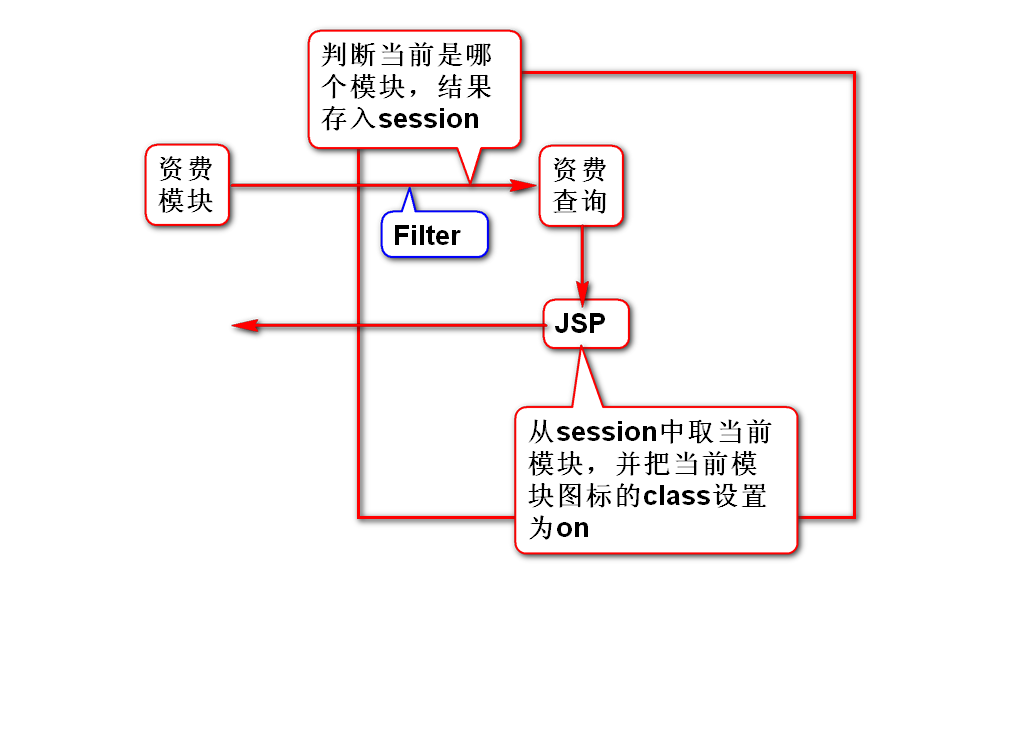 判断当前是哪
个模块，结果
存入session
资费
模块
资费
查询
Filter
JSP
从session中取当前
模块，并把当前模
块图标的class设置
为on